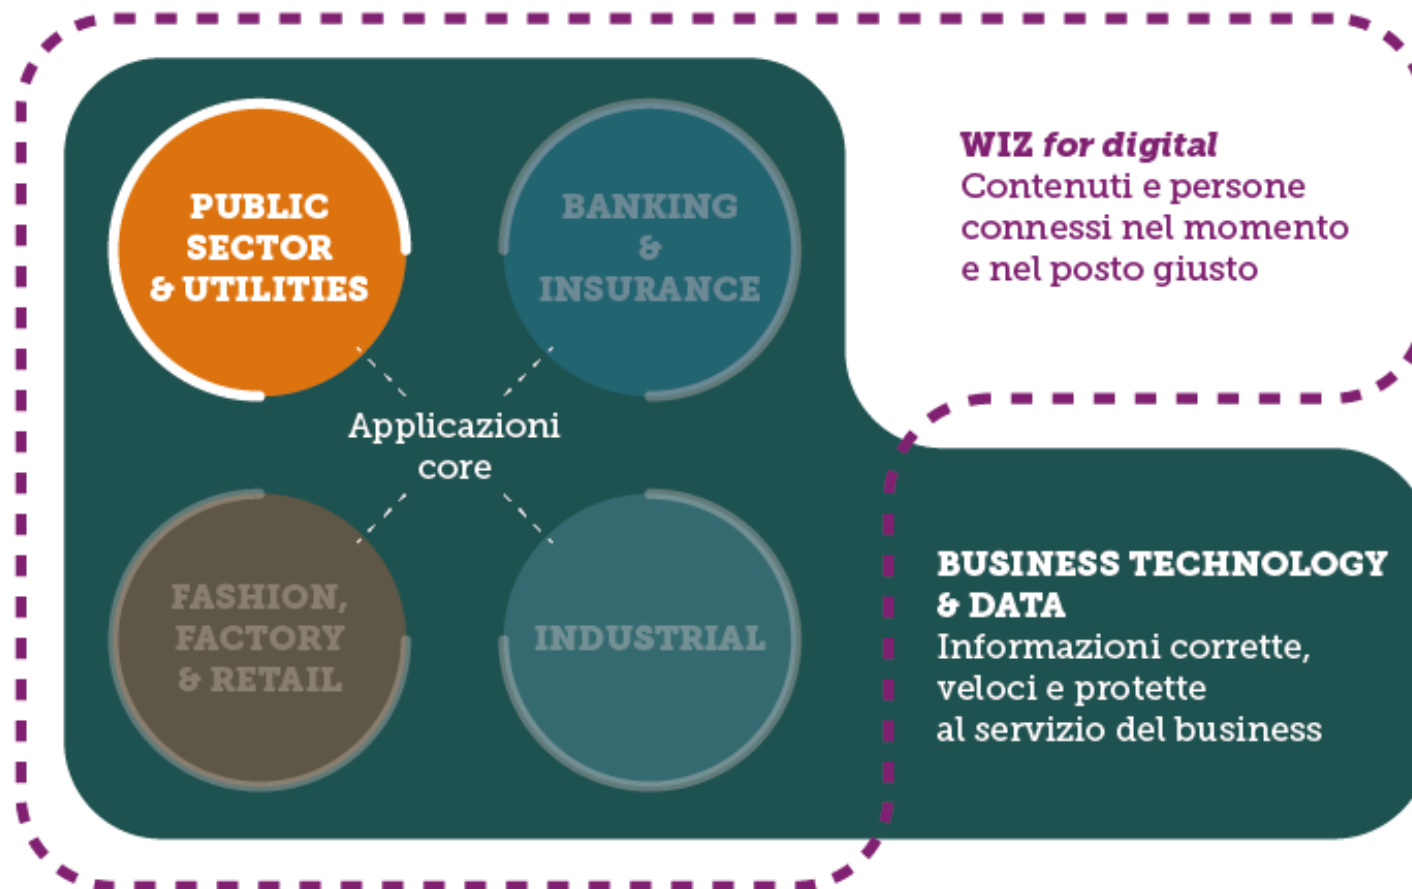 PUBLIC
SECTOR
& UTILITIES
BANKING
&
INSURANCE
Applicazioni
core
FASHION,
FACTORY
& RETAIL
INDUSTRIAL
WIZ for digital
Contenuti e persone
connessi nel momento
e nel posto giusto
BUSINESS TECHNOLOGY
& DATA
Informazioni corrette,
veloci e protette
al servizio del business